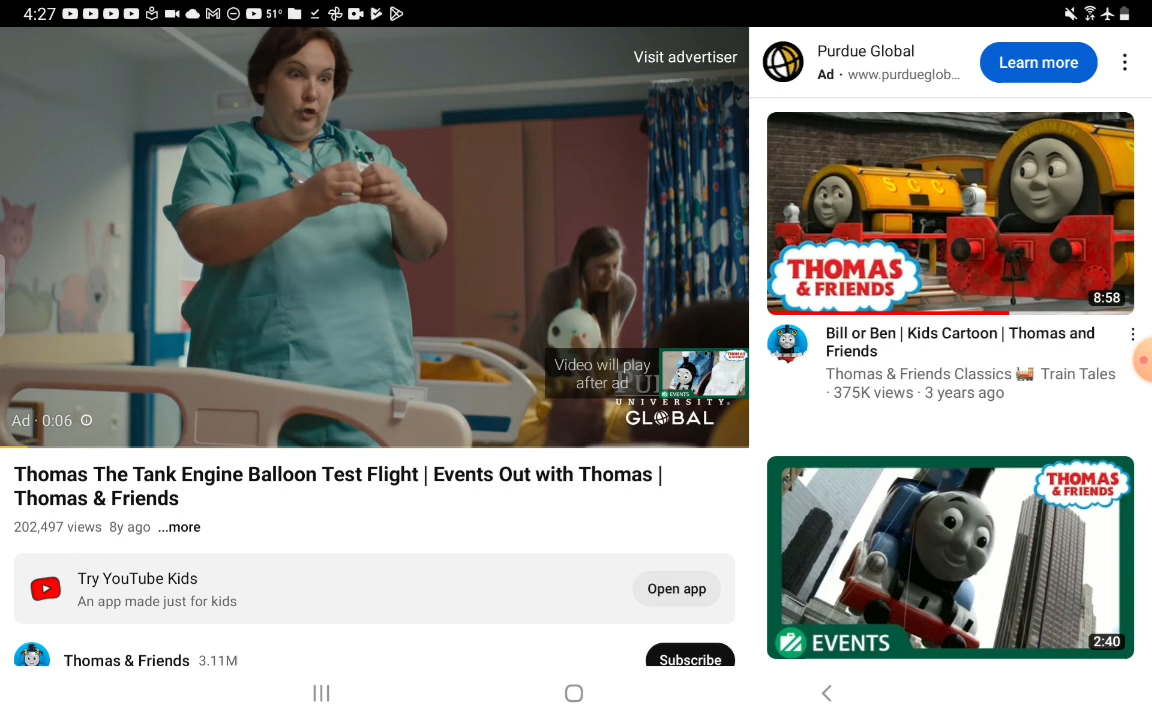 4:27
51°
Visit advertiser
Video will play
after ad
UNIVERSITY.
GLOBAL
Ad · 0:06
Thomas The Tank Engine Balloon Test Flight | Events Out with Thomas |
Thomas & Friends
202,497 views 8y ago ...more
Try YouTube Kids
An app made just for kids
Open app
Thomas & Friends 3.11M
Subscribe
Purdue Global
Ad · www.purdueglob...
Learn more
SCC
THOMAS
& FRIENDS
8:58
Bill or Ben | Kids Cartoon | Thomas and
Friends
Thomas & Friends Classics 🚂 Train Tales
· 375K views · 3 years ago
THOMAS
& FRIENDS
EVENTS
2:40